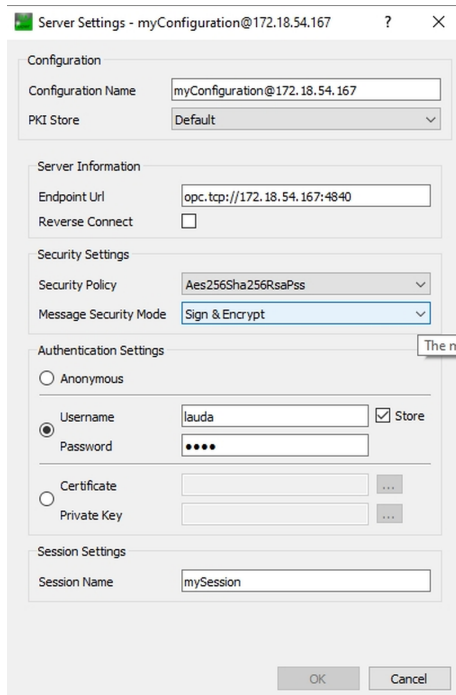 Server Settings - myConfiguration@172.18.54.167 ? X
Configuration
Configuration Name myConfiguration@172.18.54.167
PKI Store Default
Server Information
Endpoint Url opc.tcp://172.18.54.167:4840
Reverse Connect
Security Settings
Security Policy Aes256Sha256RsaPss
Message Security Mode Sign & Encrypt
The
Authentication Settings
Anonymous
Username lauda Store
Password ••••
Certificate ...
Private Key ...
Session Settings
Session Name mySession
OK Cancel